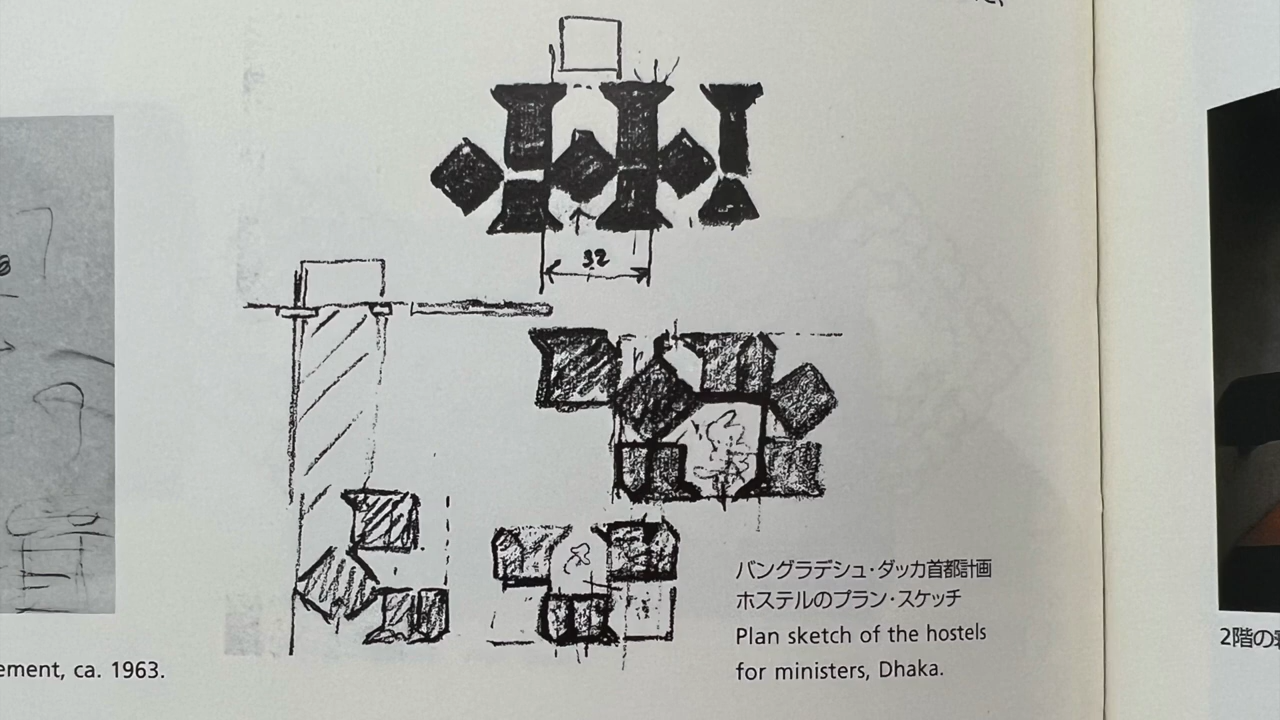 32
バングラデシュ・ダッカ首都計画
ホステルのプラン・スケッチ
Plan sketch of the hostels
for ministers, Dhaka.
ement, ca. 1963.
2階の